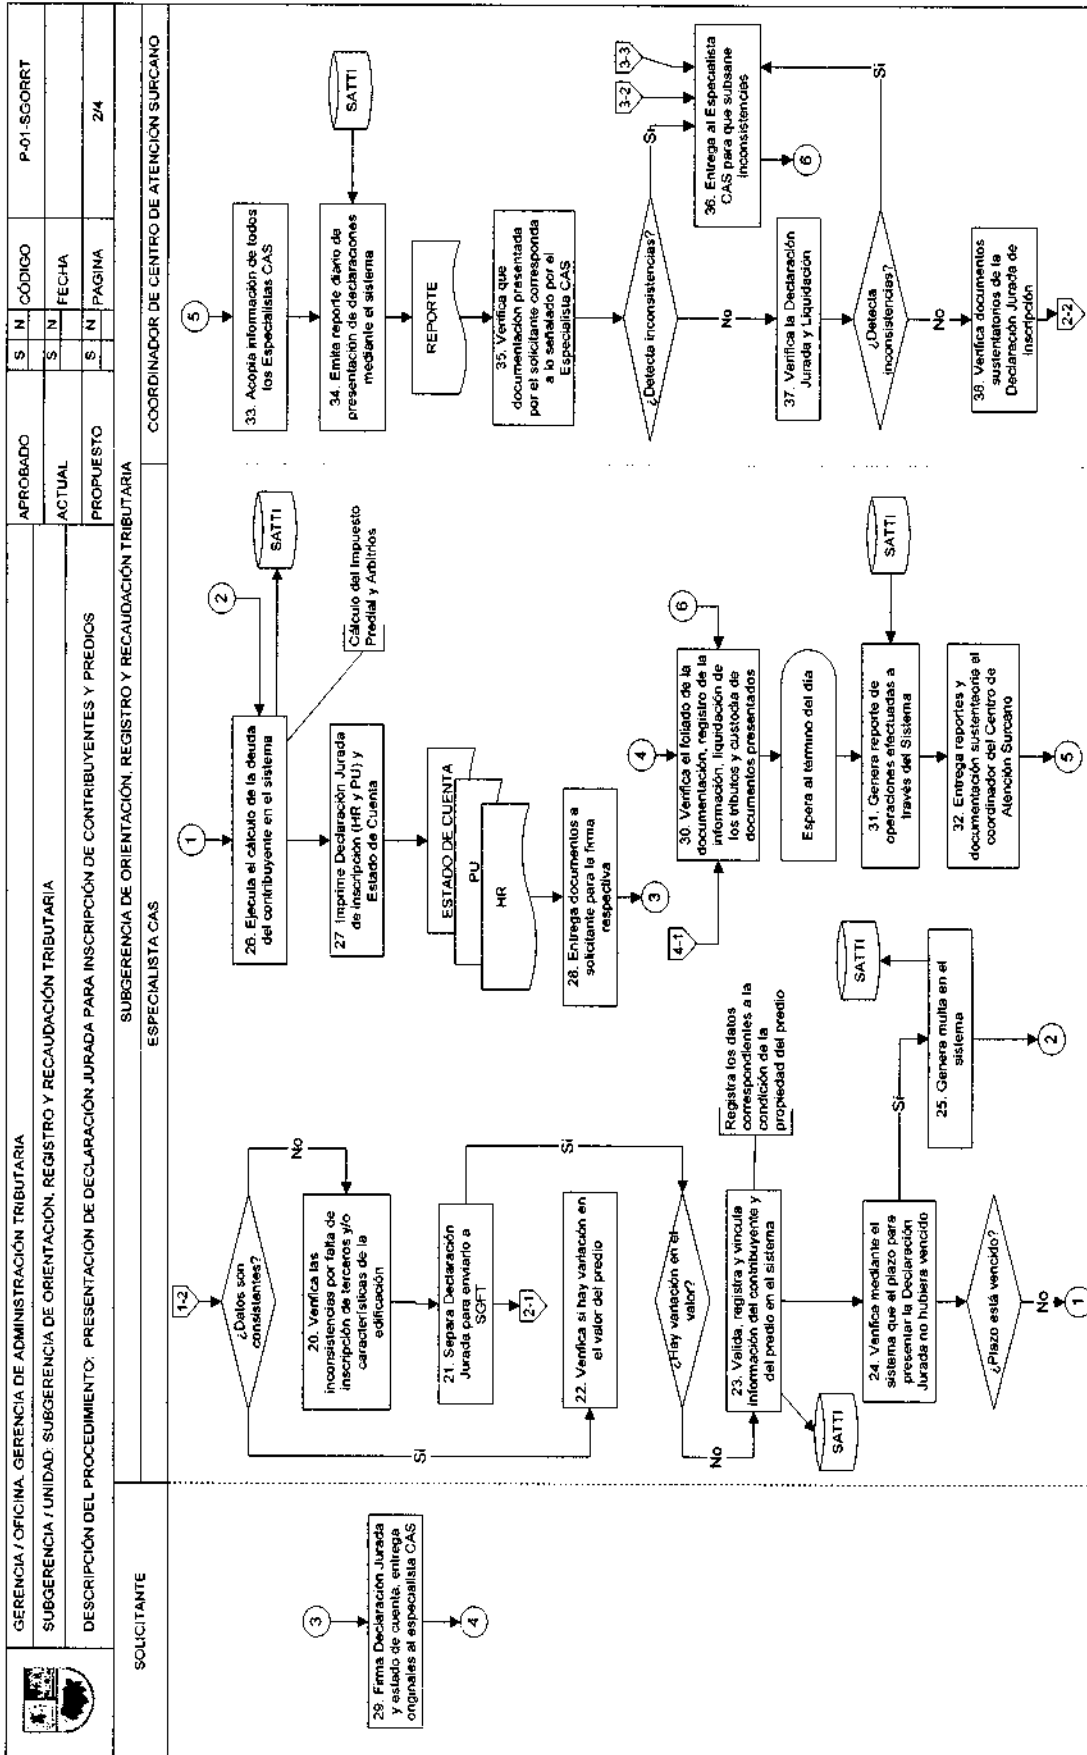 GERENCIA / OFICINA. GERENCIA DE ADMINISTRACIÓN TRIBUTARIA
SUBGERENCIA / UNIDAD: SUBGERENCIA DE ORIENTACIÓN, REGISTRO Y RECAUDACIÓN TRIBUTARIA
DESCRIPCIÓN DEL PROCEDIMIENTO: PRESENTACIÓN DE DECLARACIÓN JURADA PARA INSCRIPCIÓN DE CONTRIBUYENTES Y PREDIOS
APROBADO S N CÓDIGO P-01-SGORRT
ACTUAL S N FECHA
PROPUESTO S N PAGINA 2/4
SOLICITANTE
SUBGERENCIA DE ORIENTACIÓN, REGISTRO Y RECAUDACIÓN TRIBUTARIA
ESPECIALISTA CAS
COORDINADOR DE CENTRO DE ATENCIÓN SURCANO
3
29. Firma Declaración Jurada
y estado de cuenta, entrega
originales al especialista CAS
4
1-2
¿Datos son
consistentes?
No
Sí
20. Verifica las
inconsistencias por falta de
inscripción de terceros y/o
características de la
edificación
21. Separa Declaración
Jurada para enviarlo a
SGFT
2-1
22. Verifica si hay variación en
el valor del predio
¿Hay variación en el
valor?
Si
No
23. Valida, registra y vincula
información del contribuyente y
del predio en el sistema
Registra los datos
correspondientes a la
condición de la
propiedad del predio
SATTI
24. Verifica mediante el
sistema que el plazo para
presentar la Declaración
Jurada no hubiera vencido
Si
¿Plazo está vencido?
No
1
25. Genera multa en el
sistema
SATTI
2
1
2
26. Ejecuta el cálculo de la deuda
del contribuyente en el sistema
SATTI
Cálculo del Impuesto
Predial y Arbitrios
27 Imprime Declaración Jurada
de inscripción (HR y PU) y
Estado de Cuenta
ESTADO DE CUENTA
PU
HR
28. Entrega documentos a
solicitante para la firma
respectiva
3
4
6
4-1
30. Verifica el foliado de la
documentación, registro de la
información, liquidación de
los tributos y custodia de
documentos presentados
Espera al término del día
31. Genera reporte de
operaciones efectuadas a
través del Sistema
SATTI
32. Entrega reportes y
documentación sustentaoria el
coordinador del Centro de
Atención Surcano
5
5
33. Acopia información de todos
los Especialistas CAS
34. Emite reporte diario de
presentación de declaraciones
mediante el sistema
SATTI
REPORTE
35. Verifica que
documentación presentada
por el solicitante corresponda
a lo señalado por el
Especialista CAS
¿Detecta inconsistencias?
Si
No
3-2
3-3
36. Entrega al Especialista
CAS para que subsane
inconsistencias
6
37. Verifica la Declaración
Jurada y Liquidación
¿Detecta
inconsistencias?
Si
No
38. Verifica documentos
sustentatorios de la
Declaración Jurada de
Inscripción
2-2